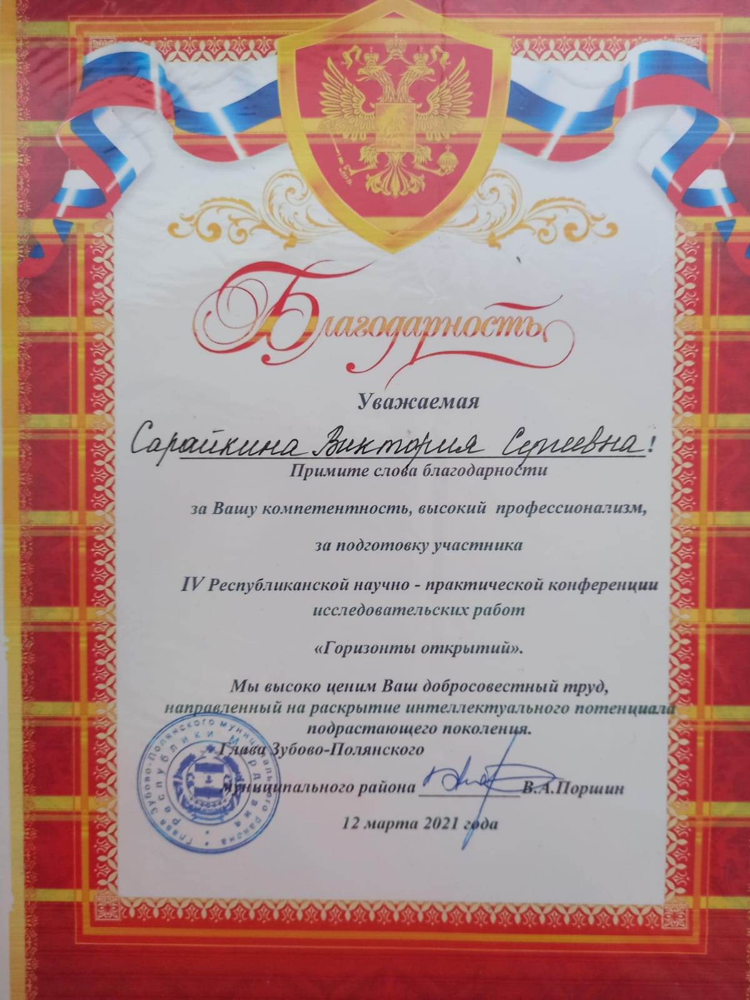 Благодарность
Уважаемая
Сарайкина Виктория Сергеевна!
Примите слова благодарности
за Вашу компетентность, высокий профессионализм,
за подготовку участника
IV Республиканской научно - практической конференции
исследовательских работ
«Горизонты открытий».
Мы высоко ценим Ваш добросовестный труд,
направленный на раскрытие интеллектуального потенциала
подрастающего поколения.
Глава Зубово-Полянского
муниципального района В.А.Поршин
12 марта 2021 года
Глава Зубово-Полянского муниципального района
Республики Мордовия